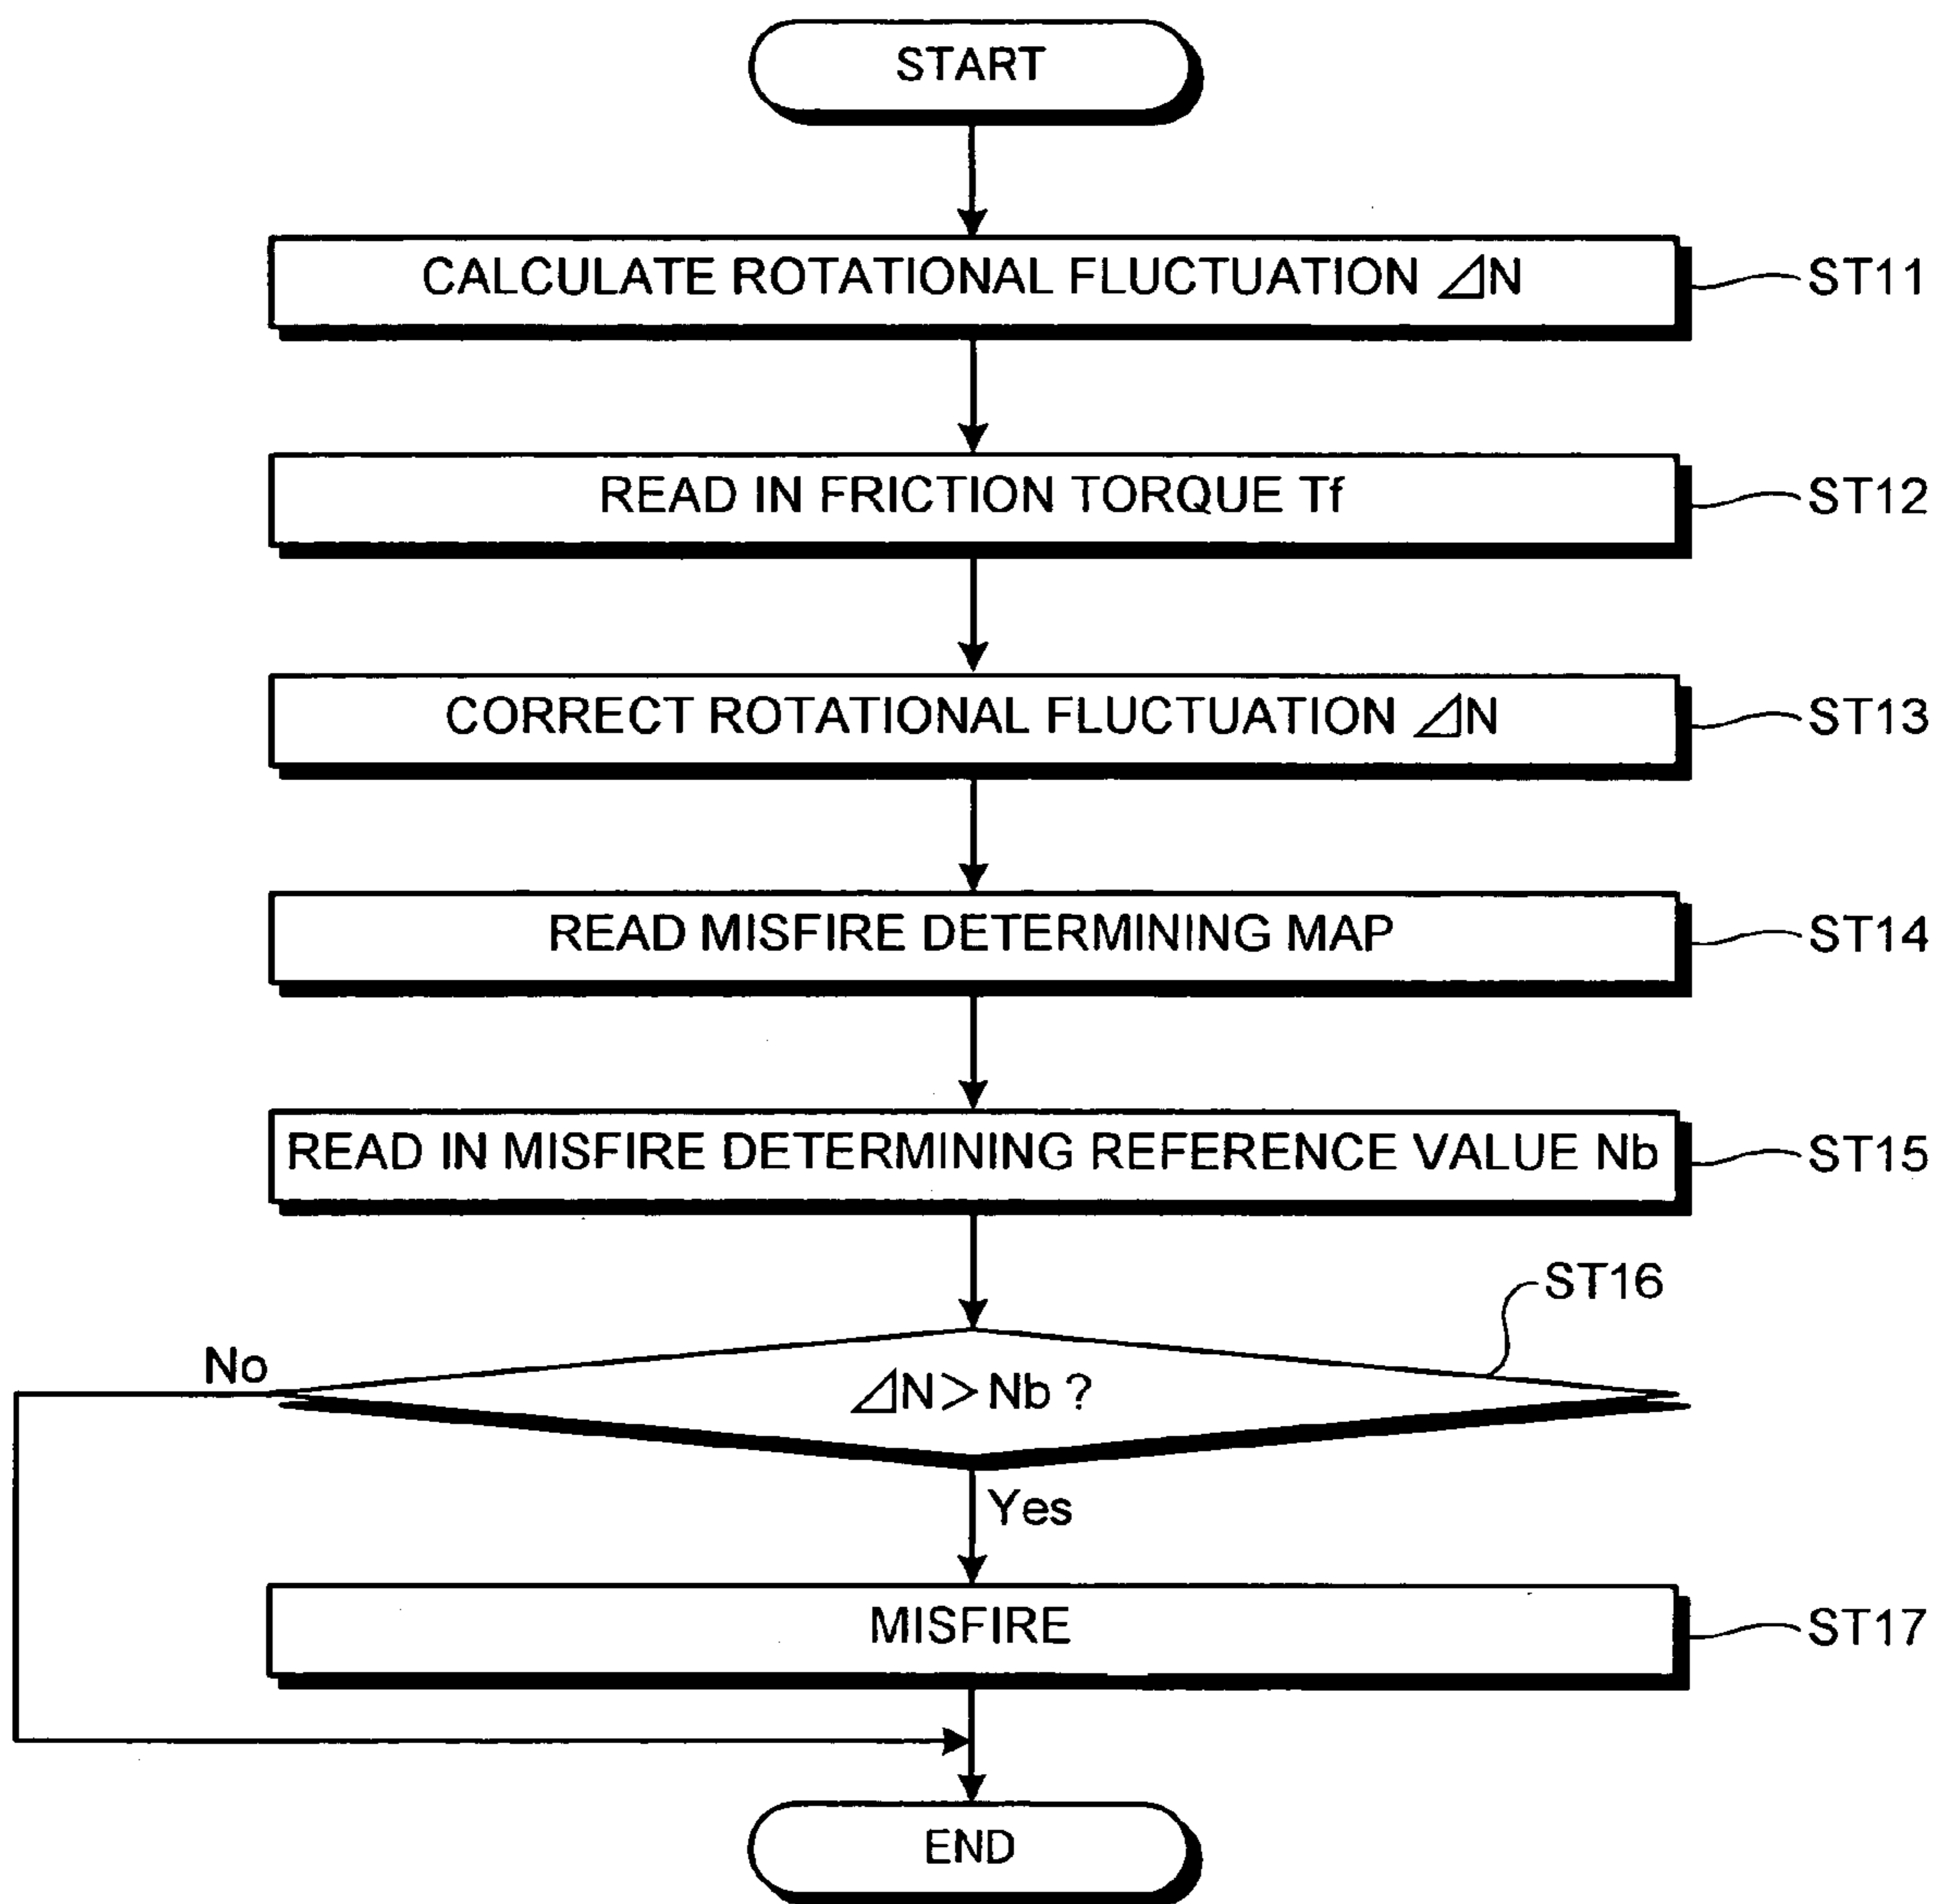 START
CALCULATE ROTATIONAL FLUCTUATION ⊿N
ST11
READ IN FRICTION TORQUE Tf
ST12
CORRECT ROTATIONAL FLUCTUATION ⊿N
ST13
READ MISFIRE DETERMINING MAP
ST14
READ IN MISFIRE DETERMINING REFERENCE VALUE Nb
ST15
ST16
No
⊿N>Nb ?
Yes
MISFIRE
ST17
END